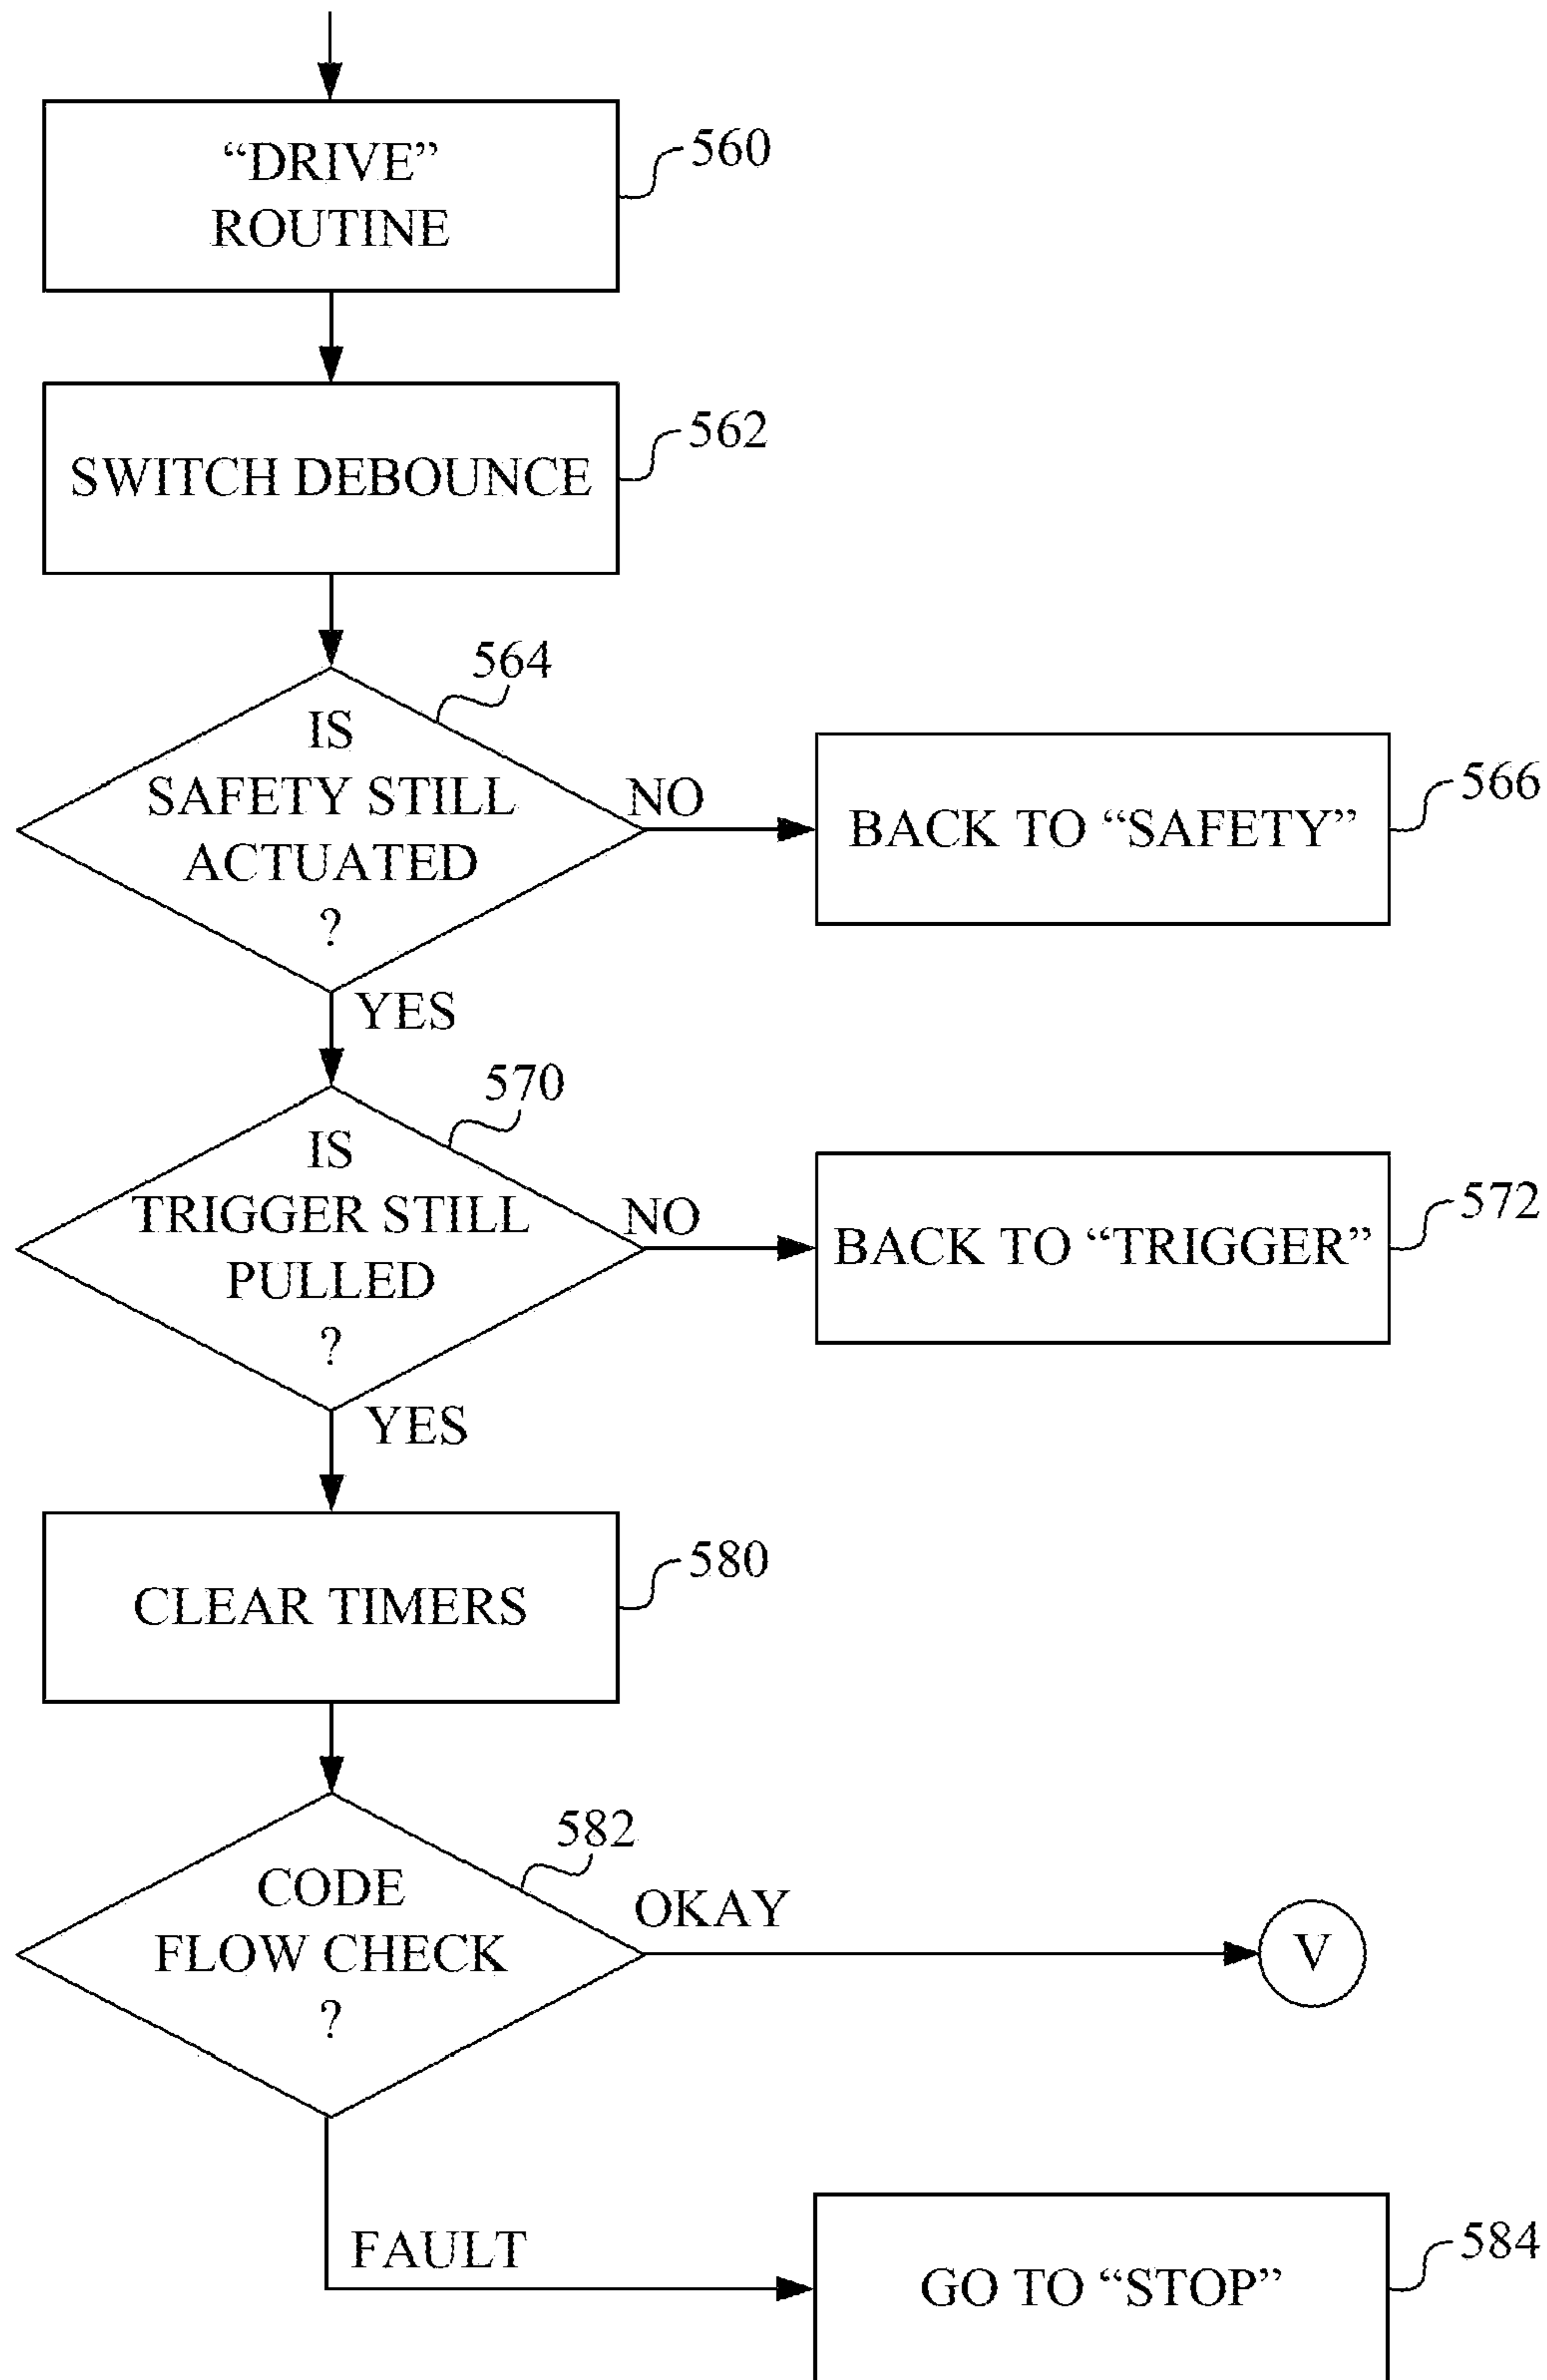 “DRIVE”
ROUTINE
560
SWITCH DEBOUNCE
562
564
IS
SAFETY STILL
ACTUATED
?
NO
BACK TO “SAFETY”
566
YES
570
IS
TRIGGER STILL
PULLED
?
NO
BACK TO “TRIGGER”
572
YES
CLEAR TIMERS
580
582
CODE
FLOW CHECK
?
OKAY
V
FAULT
GO TO “STOP”
584